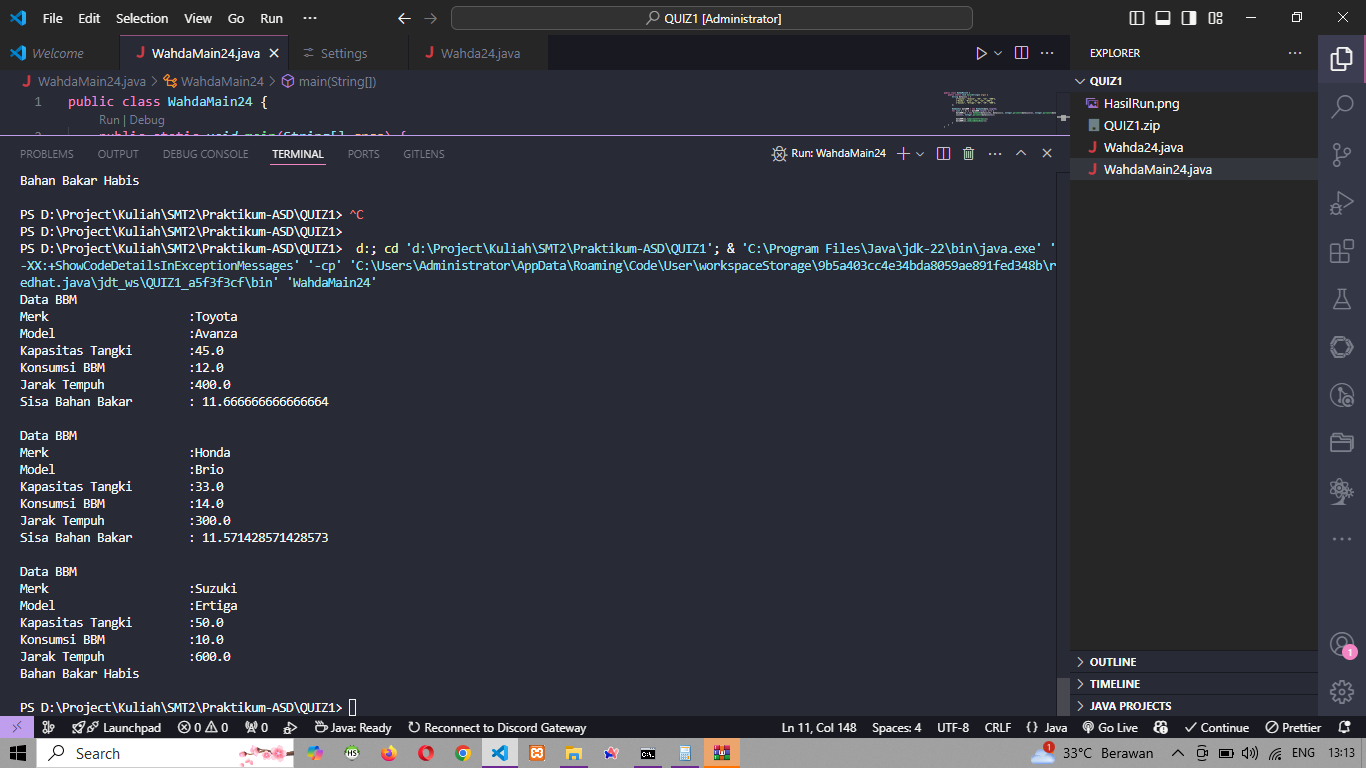 File Edit Selection View Go Run ··· QUIZ1 [Administrator]
Welcome WahdaMain24.java Settings Wahda24.java ··· EXPLORER ···
WahdaMain24.java > WahdaMain24 > main(String[])
QUIZ1
1 public class WahdaMain24 {
HasilRun.png
Run | Debug
QUIZ1.zip
2 public static void main(String[] args) {
Wahda24.java
PROBLEMS OUTPUT DEBUG CONSOLE TERMINAL PORTS GITLENS Run: WahdaMain24 ···
WahdaMain24.java
Bahan Bakar Habis
PS D:\Project\Kuliah\SMT2\Praktikum-ASD\QUIZ1> ^C
PS D:\Project\Kuliah\SMT2\Praktikum-ASD\QUIZ1>
PS D:\Project\Kuliah\SMT2\Praktikum-ASD\QUIZ1>  d:; cd 'd:\Project\Kuliah\SMT2\Praktikum-ASD\QUIZ1'; & 'C:\Program Files\Java\jdk-22\bin\java.exe' '
-XX:+ShowCodeDetailsInExceptionMessages' '-cp' 'C:\Users\Administrator\AppData\Roaming\Code\User\workspaceStorage\9b5a403cc4e34bda8059ae891fed348b\r
edhat.java\jdt_ws\QUIZ1_a5f3f3cf\bin' 'WahdaMain24'
Data BBM
Merk :Toyota
Model :Avanza
Kapasitas Tangki :45.0
Konsumsi BBM :12.0
Jarak Tempuh :400.0
Sisa Bahan Bakar : 11.666666666666664
Data BBM
Merk :Honda
Model :Brio
Kapasitas Tangki :33.0
Konsumsi BBM :14.0
Jarak Tempuh :300.0
Sisa Bahan Bakar : 11.571428571428573
Data BBM
Merk :Suzuki
Model :Ertiga
Kapasitas Tangki :50.0
Konsumsi BBM :10.0
Jarak Tempuh :600.0
Bahan Bakar Habis
PS D:\Project\Kuliah\SMT2\Praktikum-ASD\QUIZ1>
OUTLINE
TIMELINE
JAVA PROJECTS
1
Launchpad 0 0 0 Java: Ready Reconnect to Discord Gateway Ln 11, Col 148 Spaces: 4 UTF-8 CRLF {} Java Go Live Continue Prettier
Search 1 33°C Berawan ENG 13:13